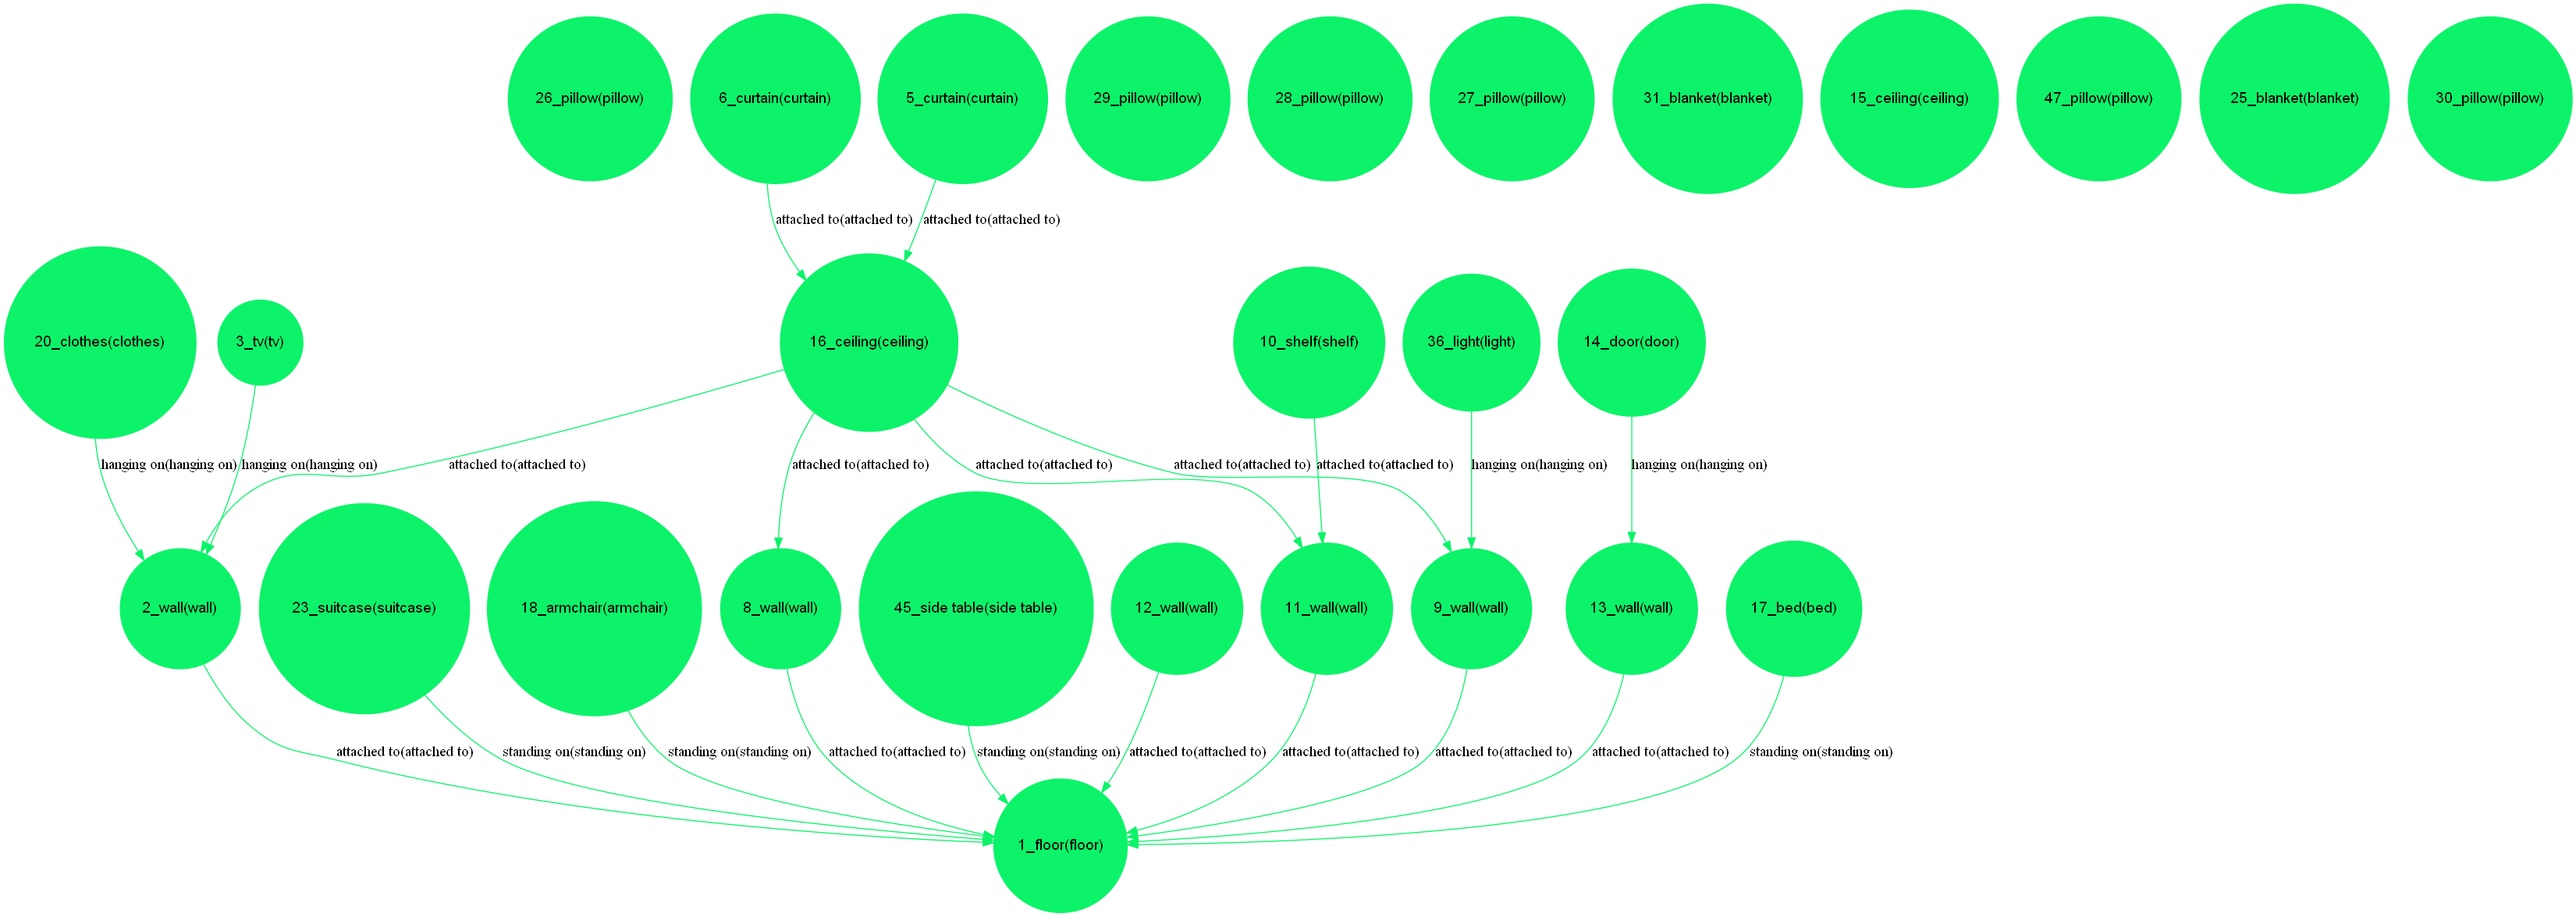 26_pillow(pillow)
6_curtain(curtain)
5_curtain(curtain)
29_pillow(pillow)
28_pillow(pillow)
27_pillow(pillow)
31_blanket(blanket)
15_ceiling(ceiling)
47_pillow(pillow)
25_blanket(blanket)
30_pillow(pillow)
attached to(attached to)
attached to(attached to)
20_clothes(clothes)
3_tv(tv)
16_ceiling(ceiling)
10_shelf(shelf)
36_light(light)
14_door(door)
hanging on(hanging on)
hanging on(hanging on)
attached to(attached to)
attached to(attached to)
attached to(attached to)
attached to(attached to)
attached to(attached to)
hanging on(hanging on)
hanging on(hanging on)
2_wall(wall)
23_suitcase(suitcase)
18_armchair(armchair)
8_wall(wall)
45_side table(side table)
12_wall(wall)
11_wall(wall)
9_wall(wall)
13_wall(wall)
17_bed(bed)
attached to(attached to)
standing on(standing on)
standing on(standing on)
attached to(attached to)
standing on(standing on)
attached to(attached to)
attached to(attached to)
attached to(attached to)
attached to(attached to)
standing on(standing on)
1_floor(floor)